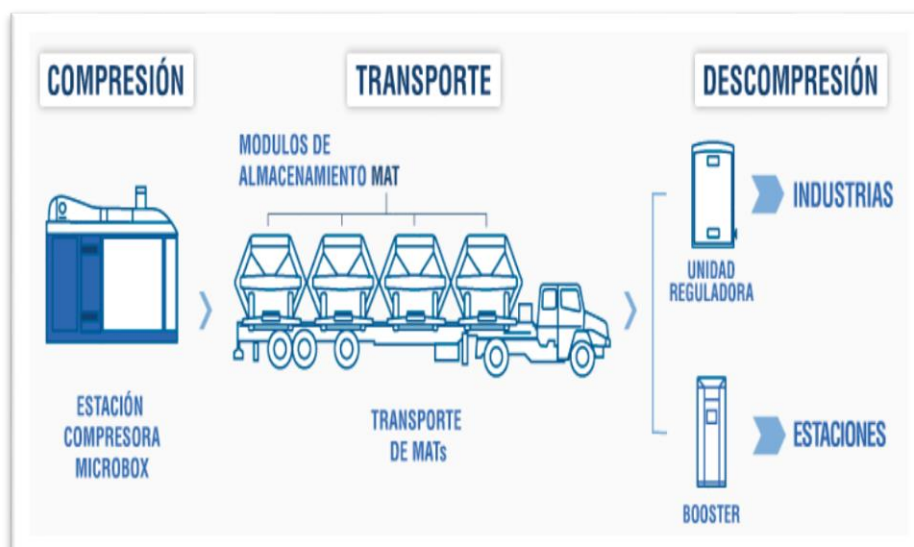 COMPRESIÓN
TRANSPORTE
DESCOMPRESIÓN
MODULOS DE
ALMACENAMIENTO MAT
ESTACIÓN
COMPRESORA
MICROBOX
TRANSPORTE
DE MATs
UNIDAD
REGULADORA
INDUSTRIAS
BOOSTER
ESTACIONES